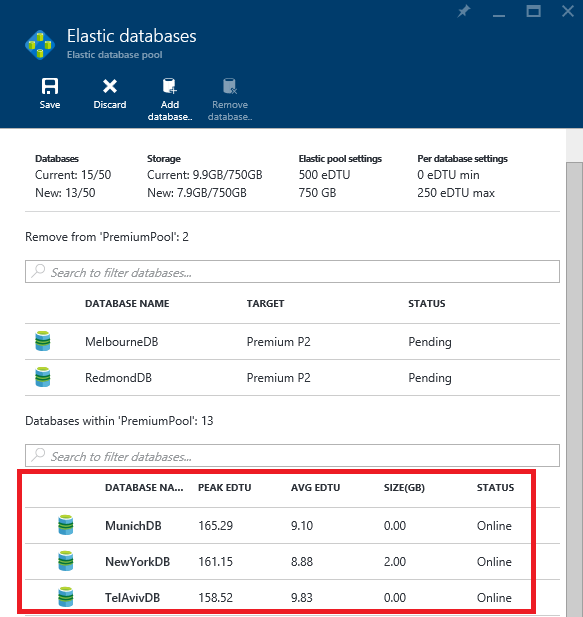 Elastic databases
Elastic database pool
Save Discard Add database.. Remove database..
Databases Storage Elastic pool settings Per database settings
Current: 15/50 Current: 9.9GB/750GB 500 eDTU 0 eDTU min
New: 13/50 New: 7.9GB/750GB 750 GB 250 eDTU max
Remove from 'PremiumPool': 2
Search to filter databases...
DATABASE NAME TARGET STATUS
MelbourneDB Premium P2 Pending
RedmondDB Premium P2 Pending
Databases within 'PremiumPool': 13
Search to filter databases...
DATABASE NA... PEAK EDTU AVG EDTU SIZE(GB) STATUS
MunichDB 165.29 9.10 0.00 Online
NewYorkDB 161.15 8.88 2.00 Online
TelAvivDB 158.52 9.83 0.00 Online